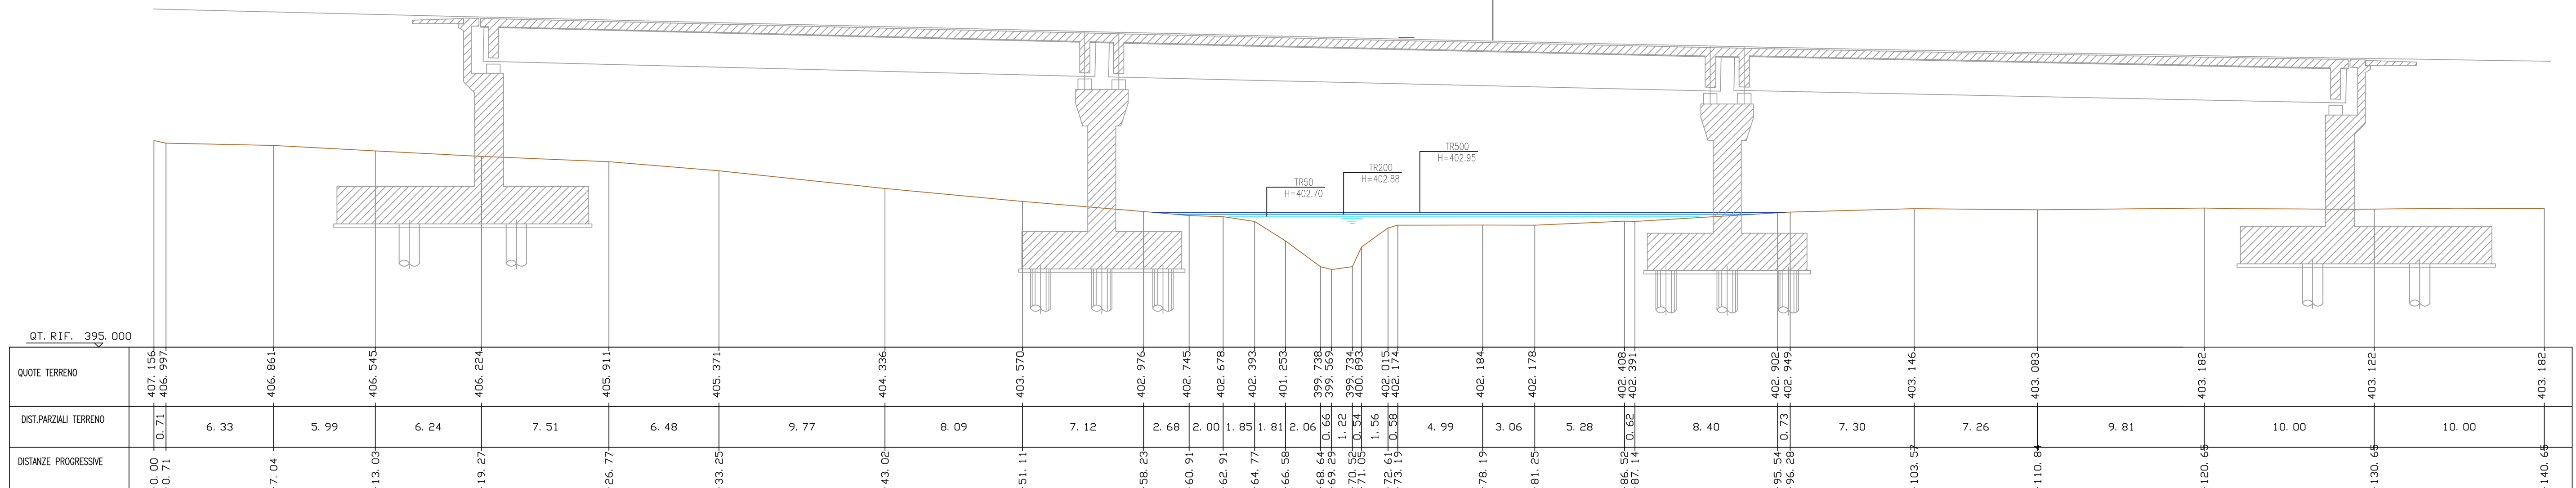 TR500
H=402.95
TR200
H=402.88
TR50
H=402.70
QT. RIF. 395. 000
QUOTE TERRENO 407. 156 406. 997 406. 861 406. 545 406. 224 405. 911 405. 371 404. 336 403. 570 402. 976 402. 745 402. 678 402. 393 401. 253 399. 738 399. 569 399. 734 400. 893 402. 015 402. 174 402. 184 402. 178 402. 408 402. 391 402. 902 402. 949 403. 146 403. 083 403. 182 403. 122 403. 182
DIST.PARZIALI TERRENO 0. 71 6. 33 5. 99 6. 24 7. 51 6. 48 9. 77 8. 09 7. 12 2. 68 2. 00 1. 85 1. 81 2. 06 0. 66 1. 22 0. 54 1. 56 0. 58 4. 99 3. 06 5. 28 0. 62 8. 40 0. 73 7. 30 7. 26 9. 81 10. 00 10. 00
DISTANZE PROGRESSIVE 0. 00 0. 71 7. 04 13. 03 19. 27 26. 77 33. 25 43. 02 51. 11 58. 23 60. 91 62. 91 64. 77 66. 58 68. 64 69. 29 70. 52 71. 05 72. 61 73. 19 78. 19 81. 25 86. 52 87. 14 95. 54 96. 28 103. 57 110. 84 120. 65 130. 65 140. 65